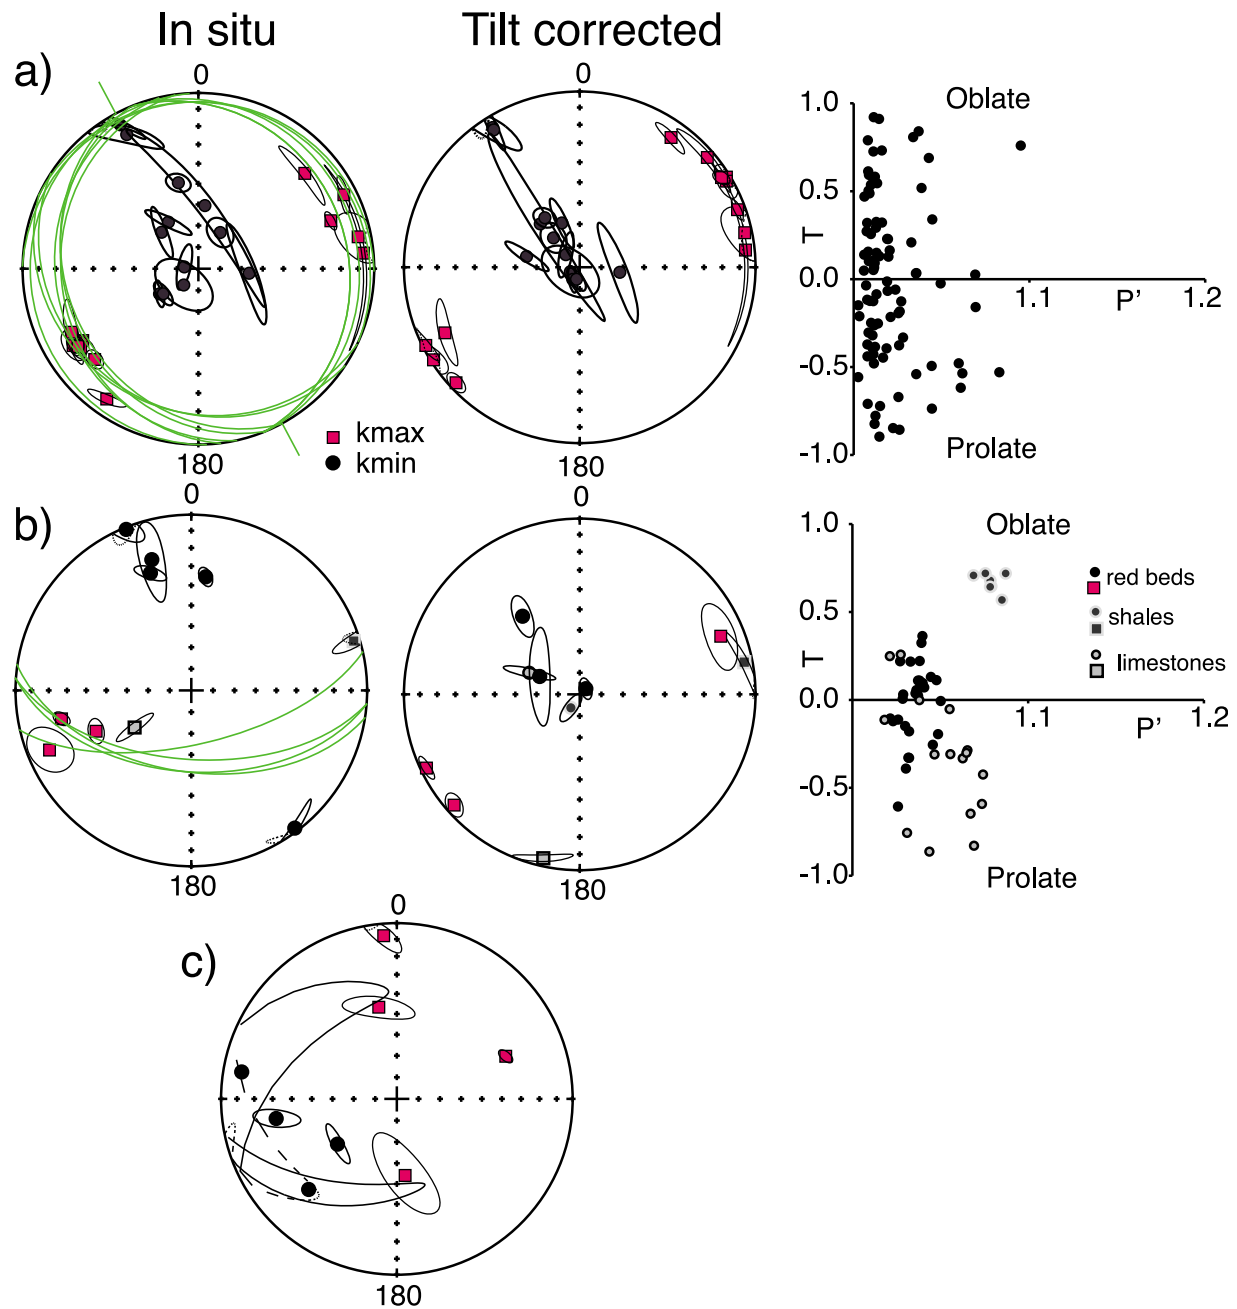 In situ
Tilt corrected
a)
0
0
1.0
Oblate
0.5
T
0.0
1.1
P'
1.2
-0.5
-1.0
Prolate
180
180
kmax
kmin
b)
0
0
1.0
Oblate
red beds
shales
limestones
0.5
T
0.0
1.1
P'
1.2
-0.5
-1.0
Prolate
180
180
c)
0
180